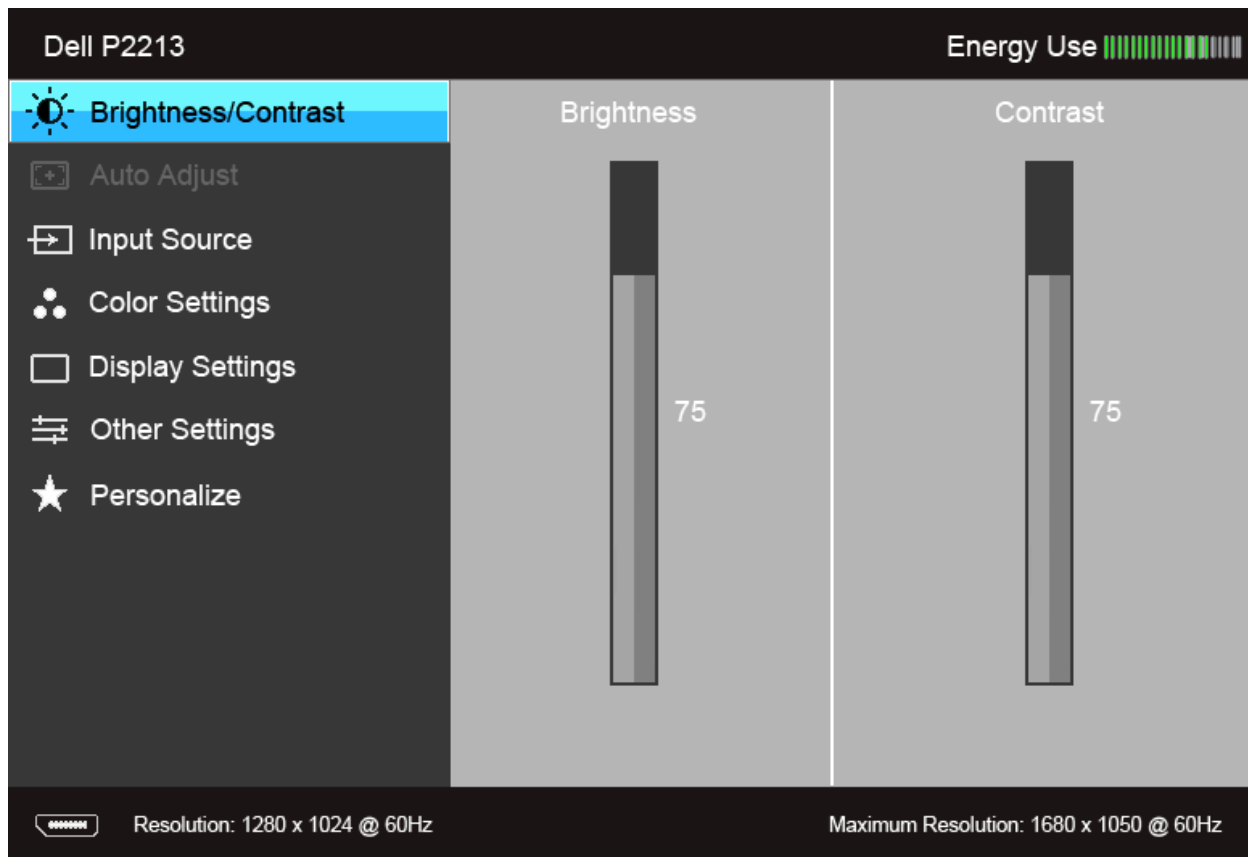 Dell P2213
Energy Use
Brightness/Contrast
Auto Adjust
Input Source
Color Settings
Display Settings
Other Settings
Personalize
Brightness
75
Contrast
75
Resolution: 1280 x 1024 @ 60Hz
Maximum Resolution: 1680 x 1050 @ 60Hz